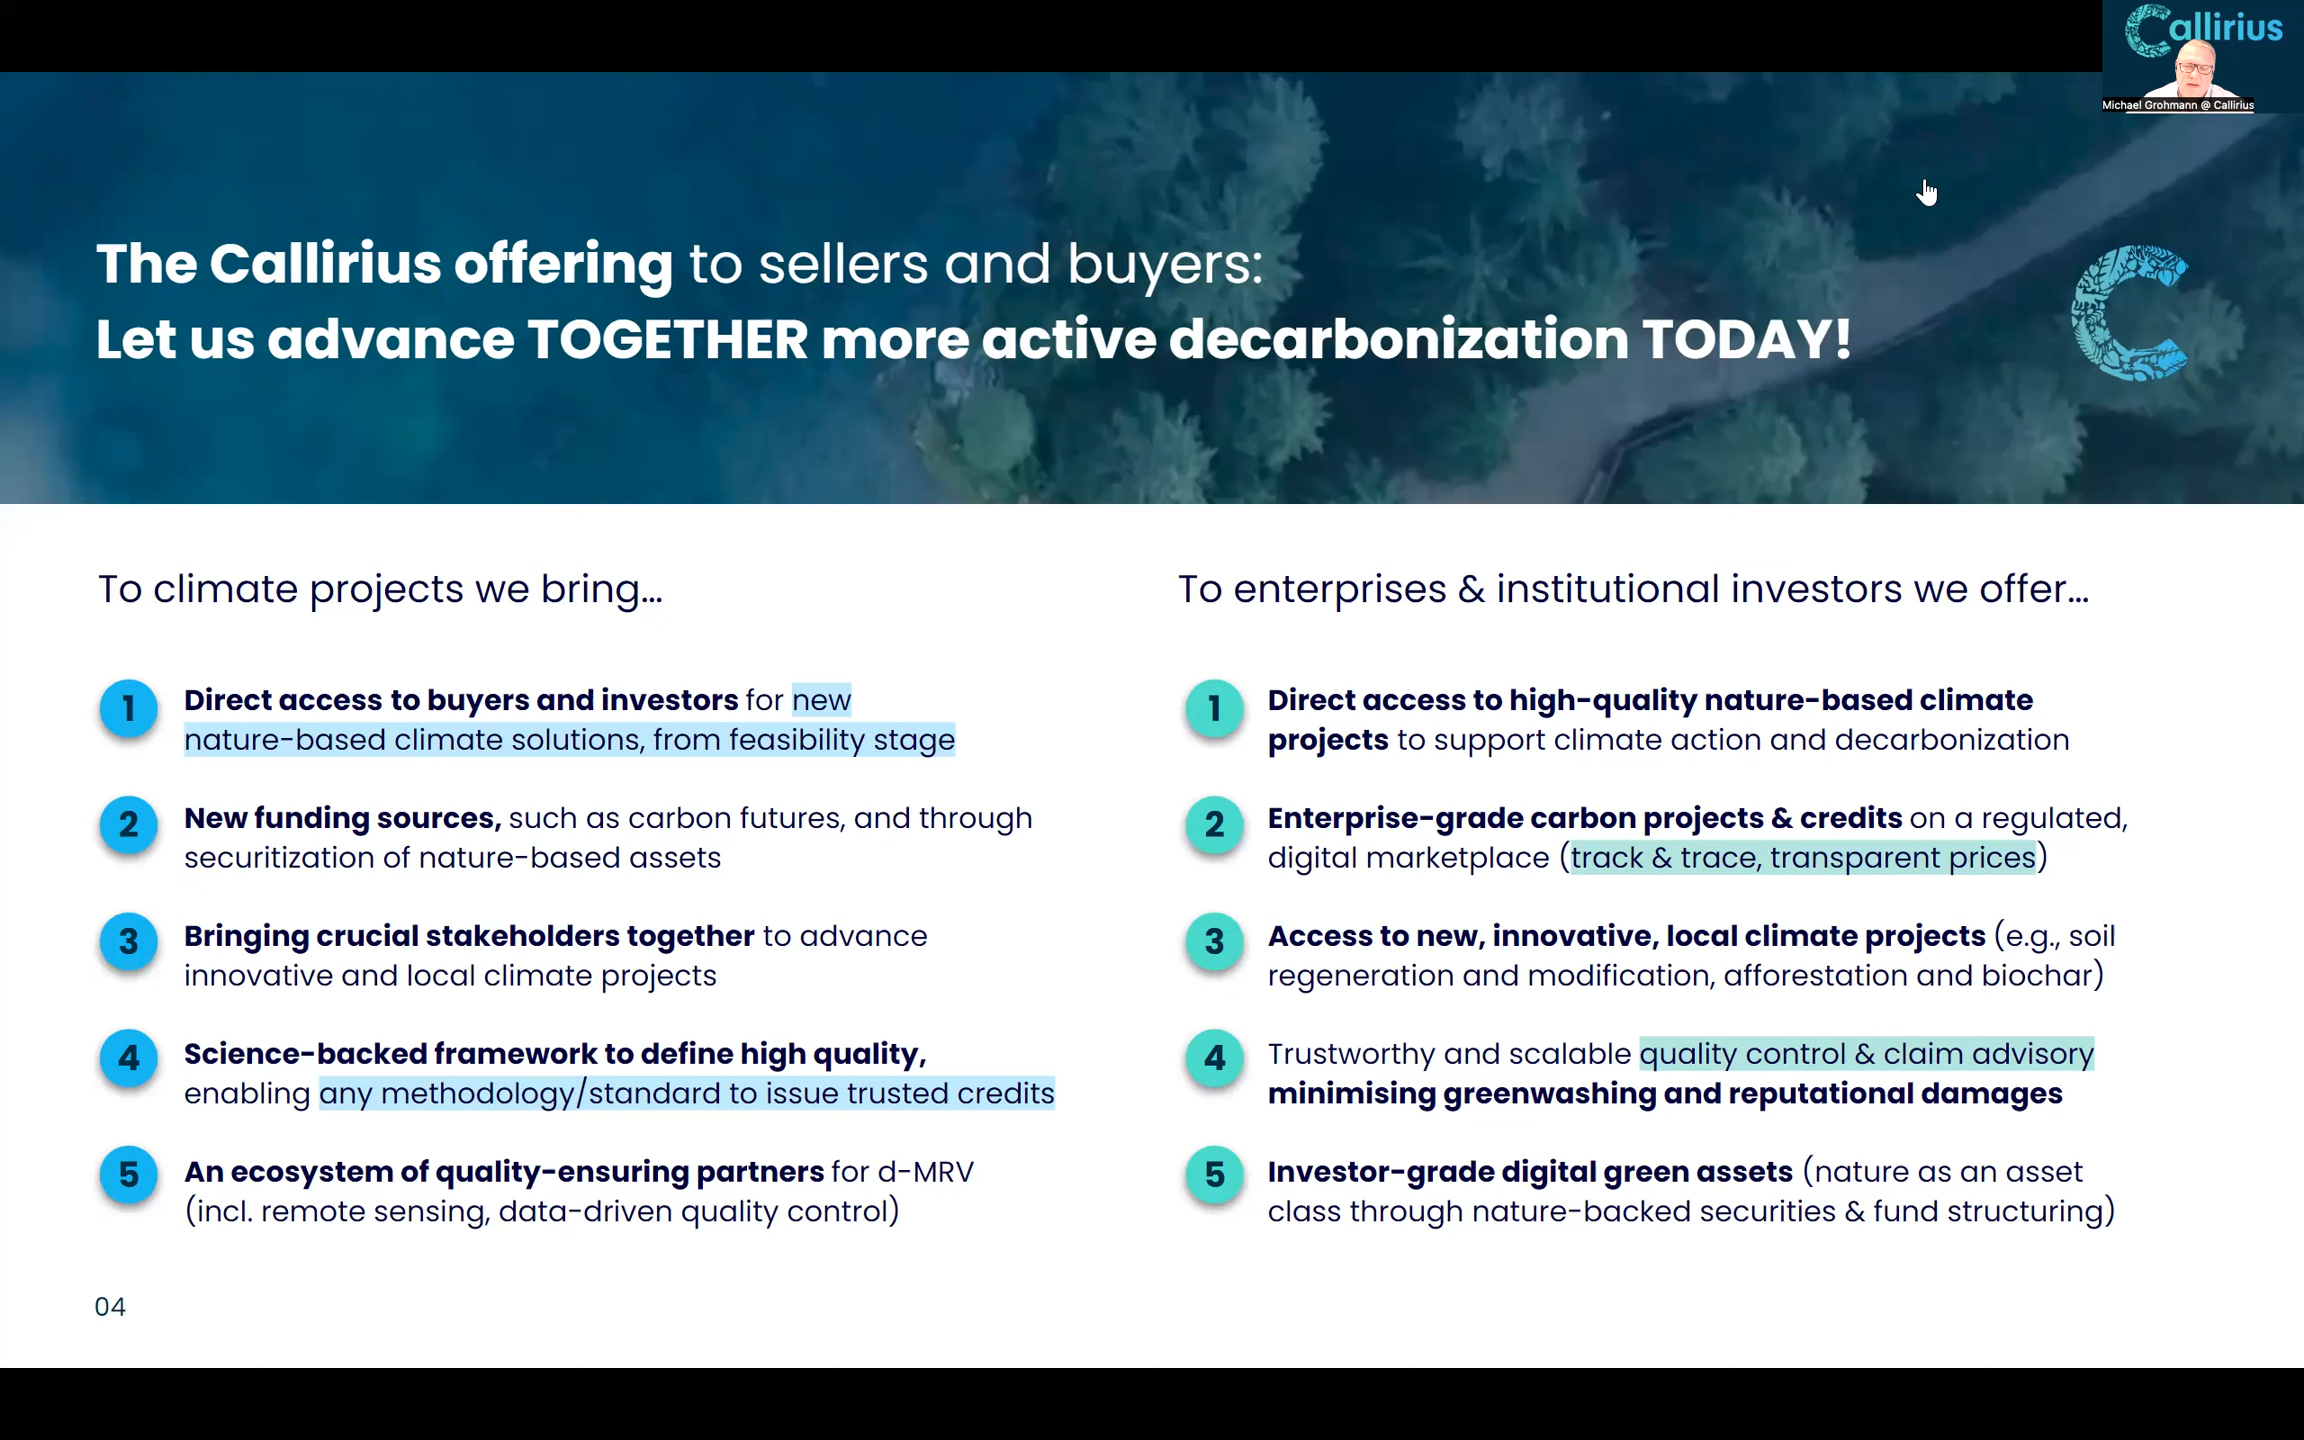 Callirius
Michael Grohmann @ Callirius
The Callirius offering to sellers and buyers:
Let us advance TOGETHER more active decarbonization TODAY!
To climate projects we bring...
1
Direct access to buyers and investors for new
nature-based climate solutions, from feasibility stage
2
New funding sources, such as carbon futures, and through
securitization of nature-based assets
3
Bringing crucial stakeholders together to advance
innovative and local climate projects
4
Science-backed framework to define high quality,
enabling any methodology/standard to issue trusted credits
5
An ecosystem of quality-ensuring partners for d-MRV
(incl. remote sensing, data-driven quality control)
To enterprises & institutional investors we offer...
1
Direct access to high-quality nature-based climate
projects to support climate action and decarbonization
2
Enterprise-grade carbon projects & credits on a regulated,
digital marketplace (track & trace, transparent prices)
3
Access to new, innovative, local climate projects (e.g., soil
regeneration and modification, afforestation and biochar)
4
Trustworthy and scalable quality control & claim advisory
minimising greenwashing and reputational damages
5
Investor-grade digital green assets (nature as an asset
class through nature-backed securities & fund structuring)
04